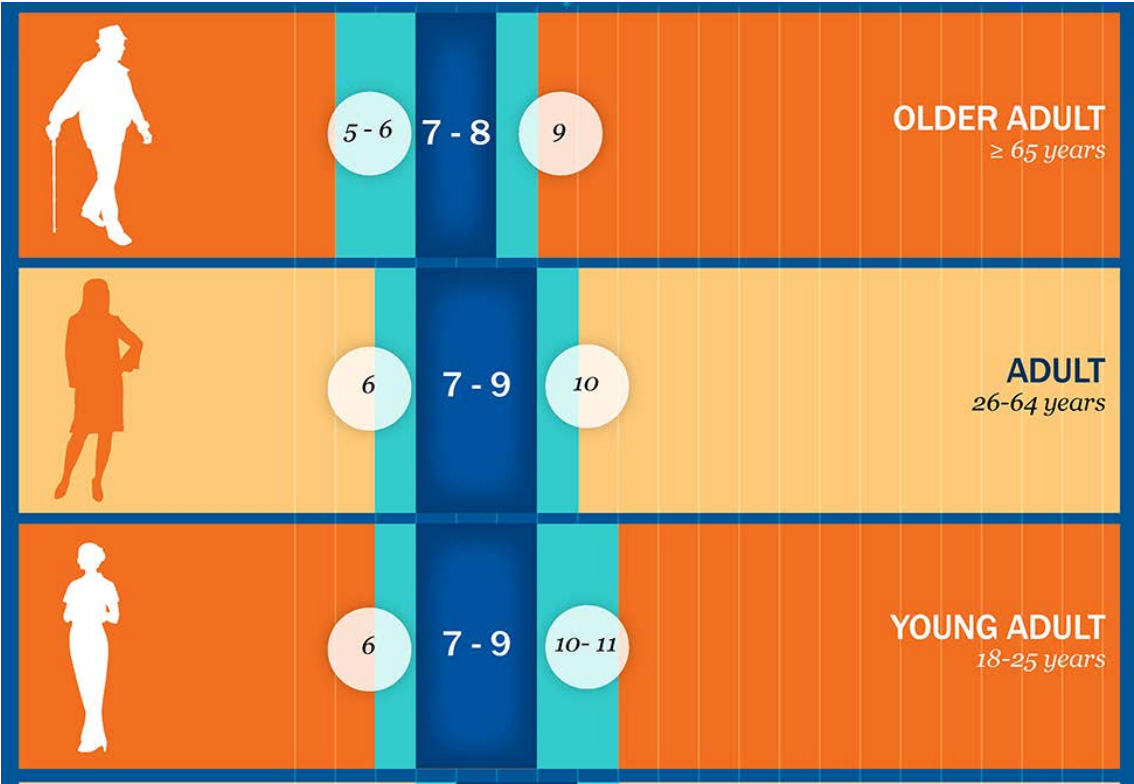 5 - 6
7 - 8
9
OLDER ADULT
≥ 65 years
6
7 - 9
10
ADULT
26-64 years
6
7 - 9
10- 11
YOUNG ADULT
18-25 years